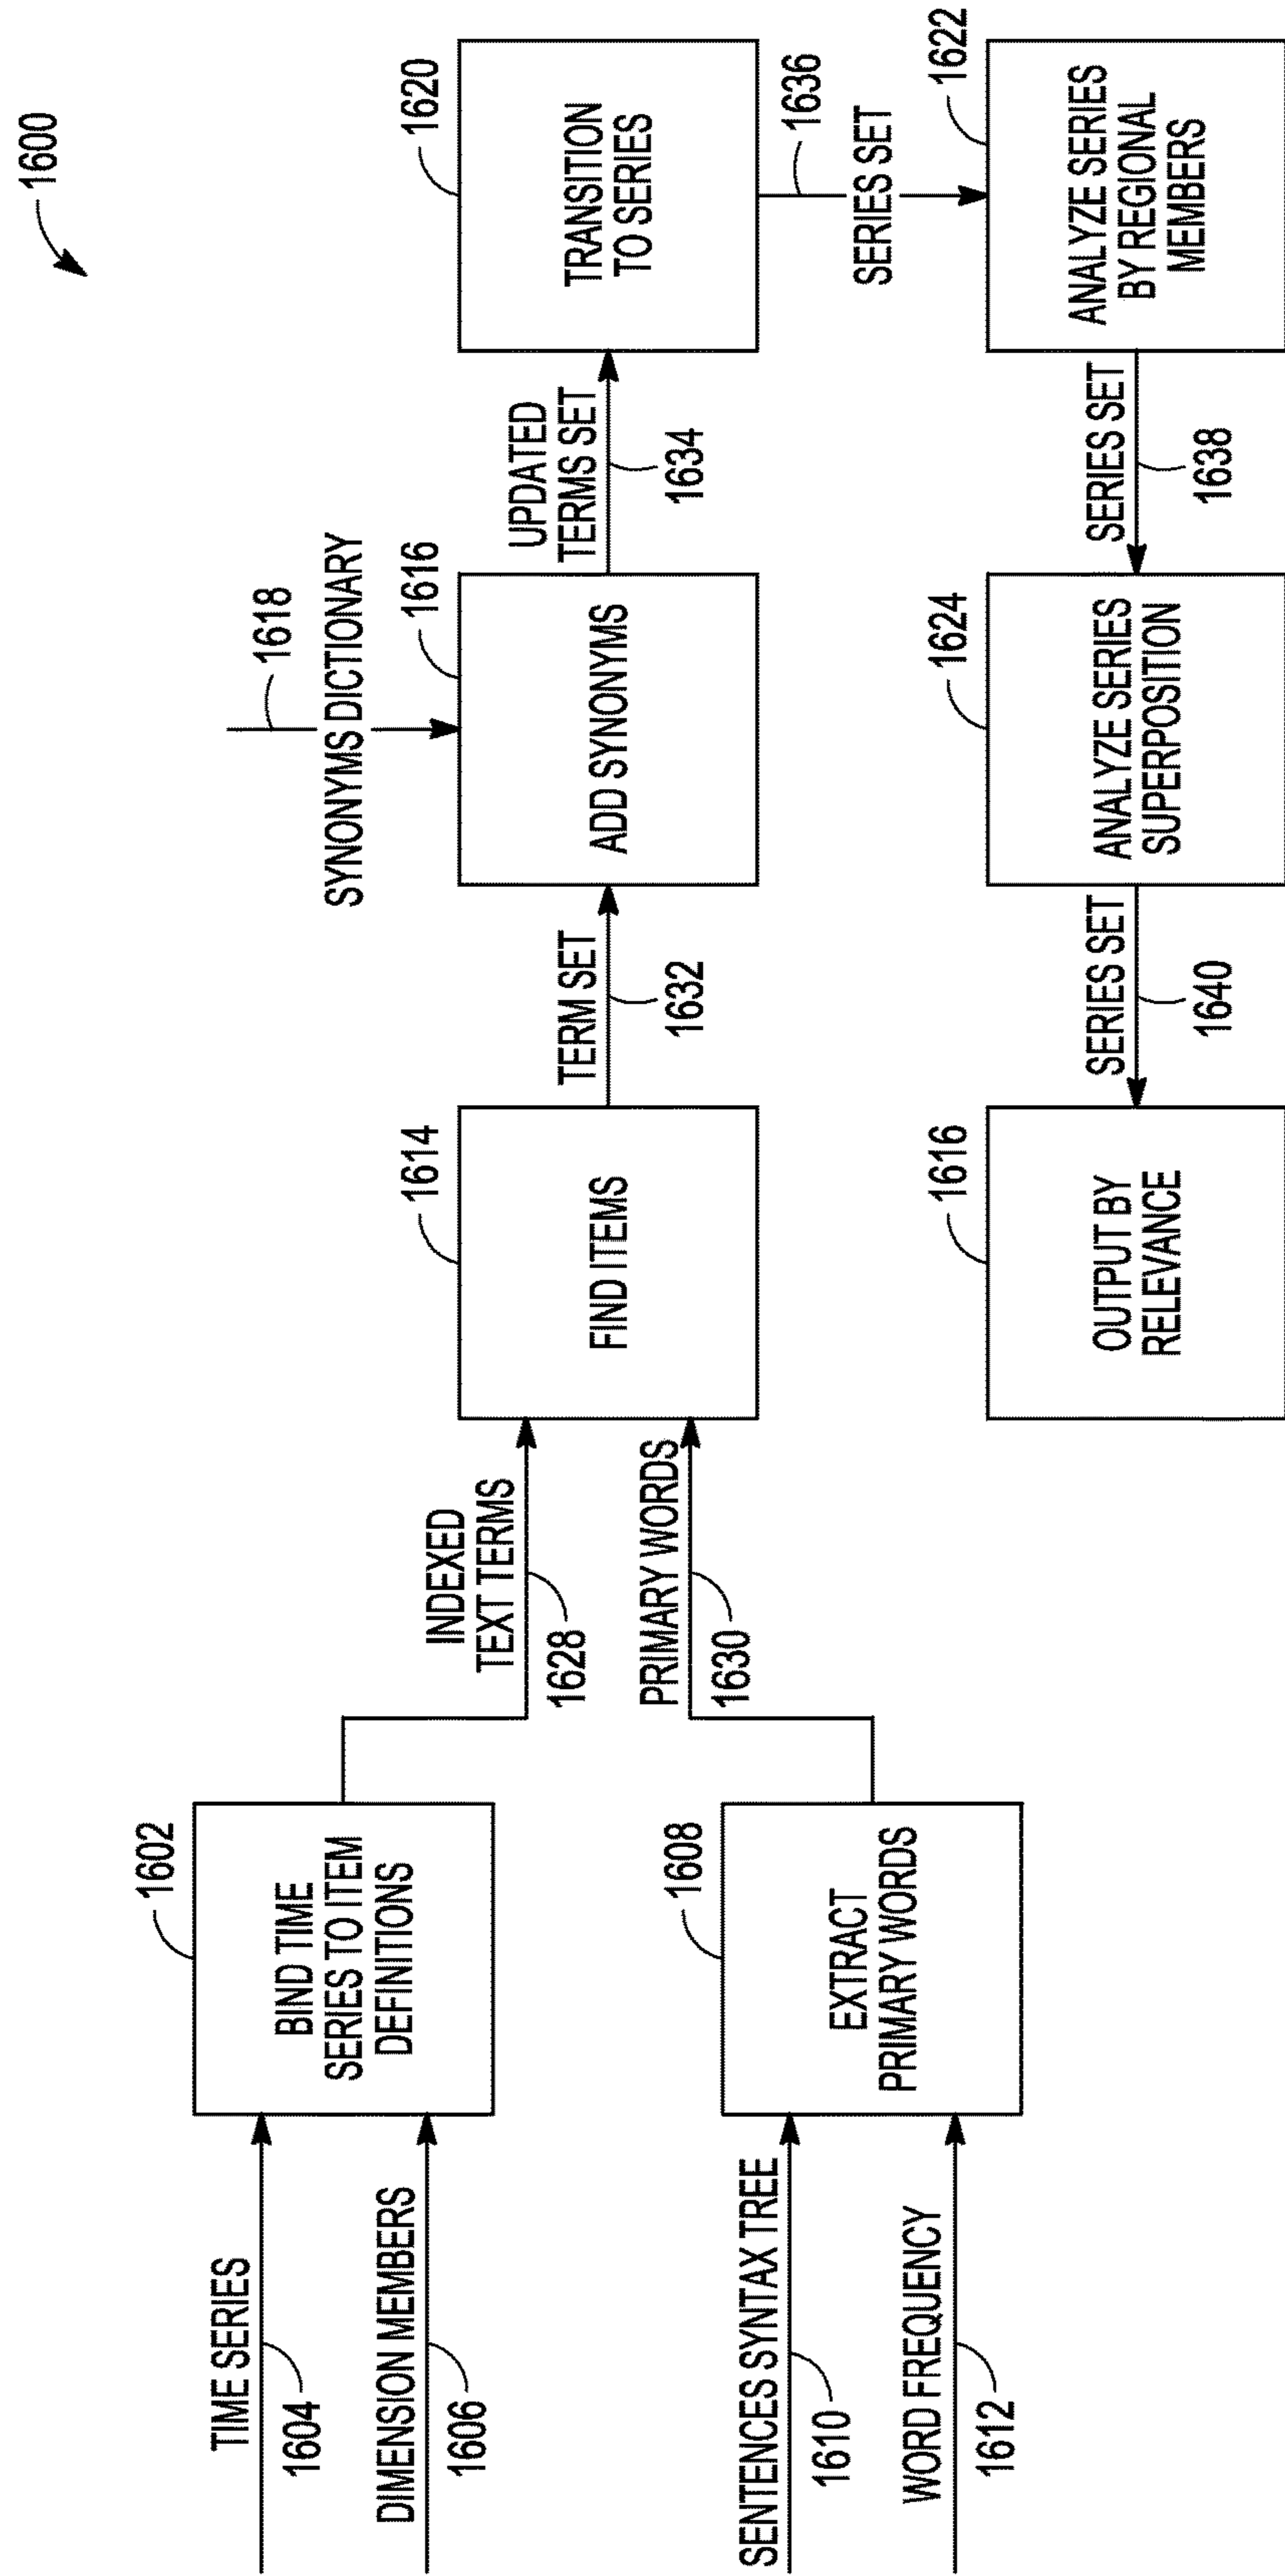 1600
TIME SERIES
1604
DIMENSION MEMBERS
1606
1602
BIND TIME
SERIES TO ITEM
DEFINITIONS
SENTENCES SYNTAX TREE
1610
WORD FREQUENCY
1612
1608
EXTRACT
PRIMARY WORDS
INDEXED
TEXT TERMS
1628
PRIMARY WORDS
1630
1614
FIND ITEMS
TERM SET
1632
1618
SYNONYMS DICTIONARY
1616
ADD SYNONYMS
UPDATED
TERMS SET
1634
1620
TRANSITION
TO SERIES
1636
SERIES SET
1622
ANALYZE SERIES
BY REGIONAL
MEMBERS
SERIES SET
1638
1624
ANALYZE SERIES
SUPERPOSITION
SERIES SET
1640
1616
OUTPUT BY
RELEVANCE